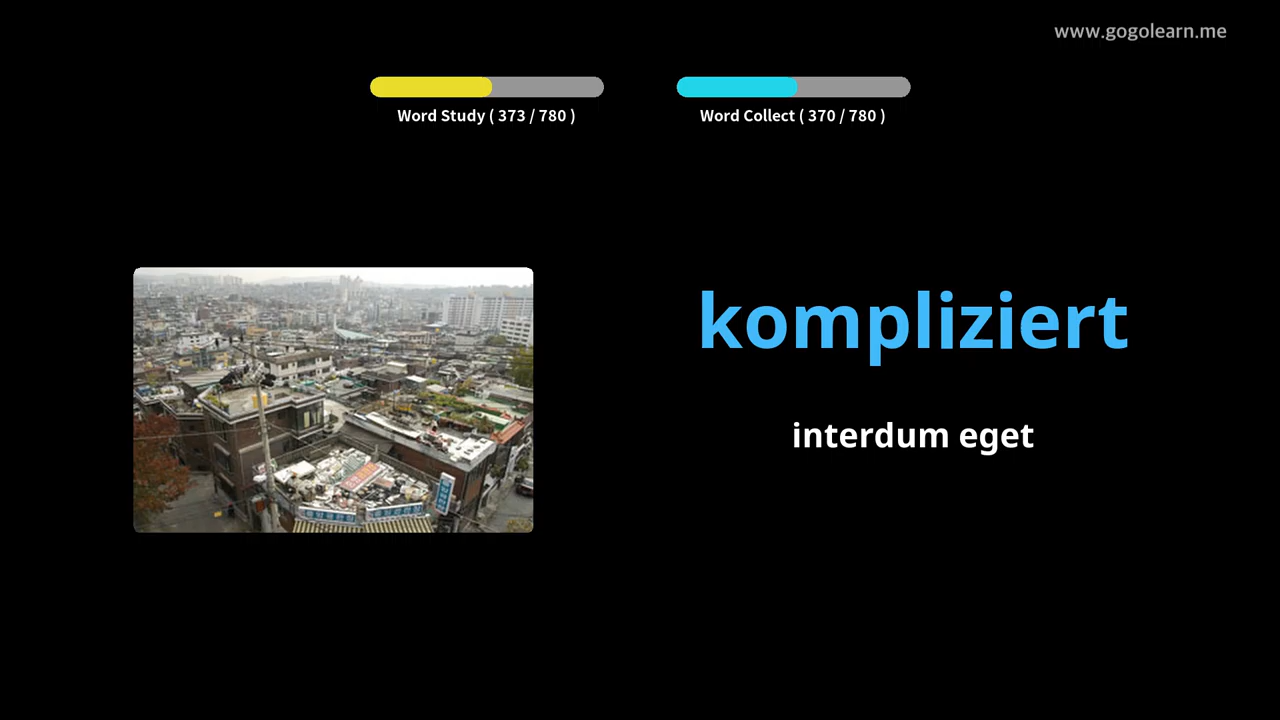 www.gogolearn.me
Word Study ( 373 / 780 )
Word Collect ( 370 / 780 )
kompliziert
interdum eget